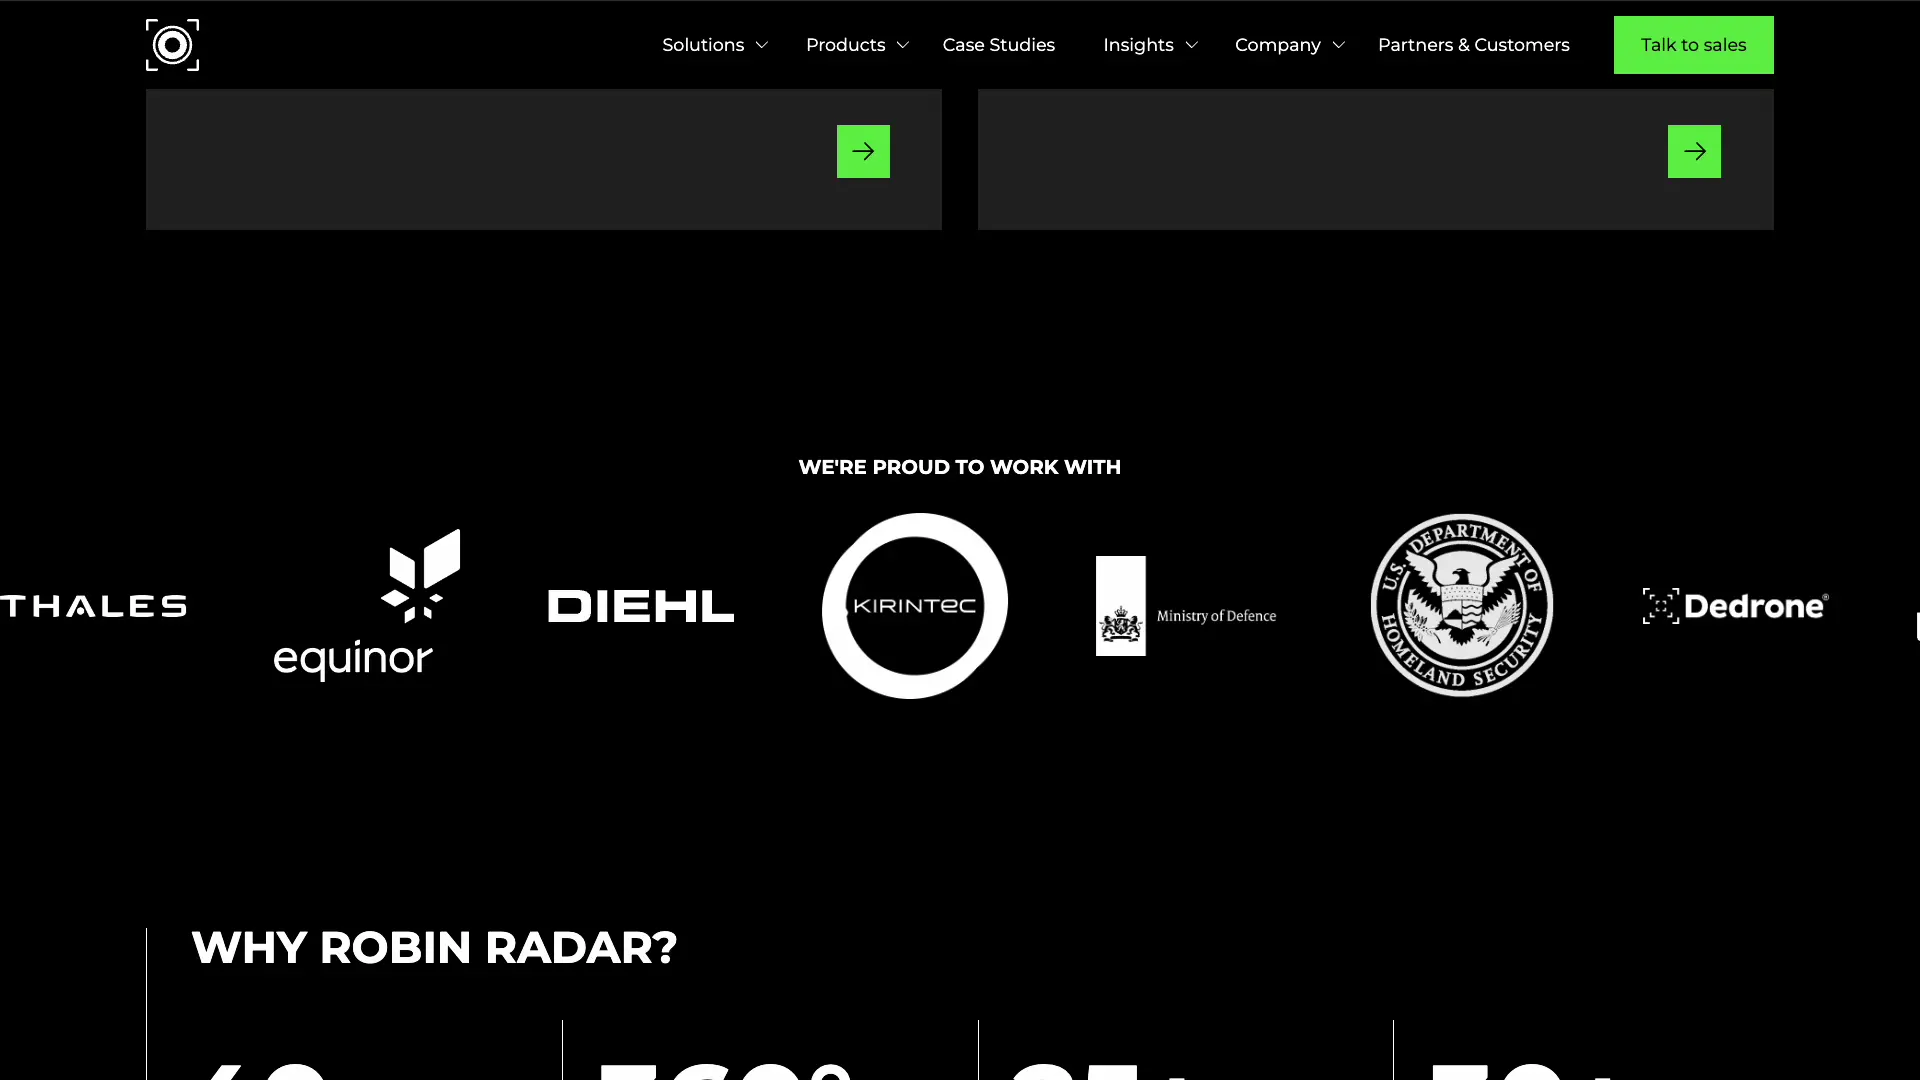 Solutions
Products
Case Studies
Insights
Company
Partners & Customers
Talk to sales
WE'RE PROUD TO WORK WITH
THALES
equinor
DIEHL
KIRINTEC
Ministry of Defence
U.S. DEPARTMENT OF HOMELAND SECURITY
Dedrone®
WHY ROBIN RADAR?